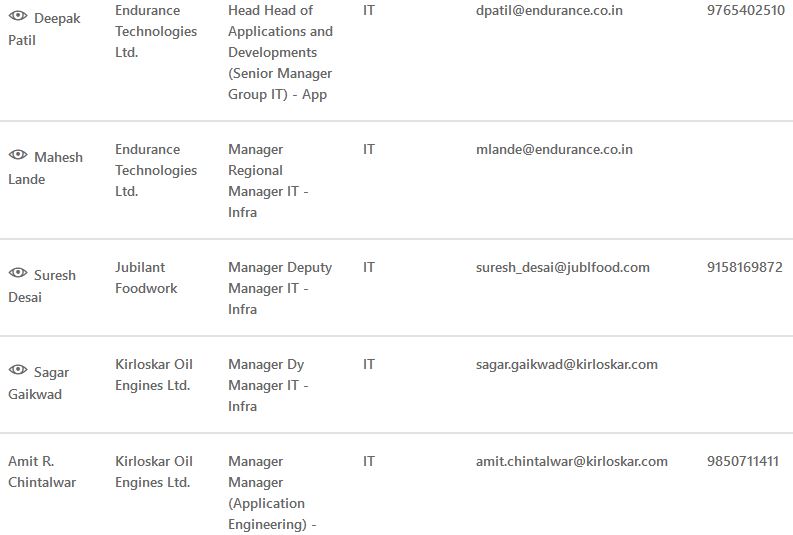 Deepak
Patil
Endurance
Technologies
Ltd.
Head Head of
Applications and
Developments
(Senior Manager
Group IT) - App
IT
dpatil@endurance.co.in
9765402510
Mahesh
Lande
Endurance
Technologies
Ltd.
Manager
Regional
Manager IT -
Infra
IT
mlande@endurance.co.in
Suresh
Desai
Jubilant
Foodwork
Manager Deputy
Manager IT -
Infra
IT
suresh_desai@jublfood.com
9158169872
Sagar
Gaikwad
Kirloskar Oil
Engines Ltd.
Manager Dy
Manager IT -
Infra
IT
sagar.gaikwad@kirloskar.com
Amit R.
Chintalwar
Kirloskar Oil
Engines Ltd.
Manager
Manager
(Application
Engineering) -
IT
amit.chintalwar@kirloskar.com
9850711411